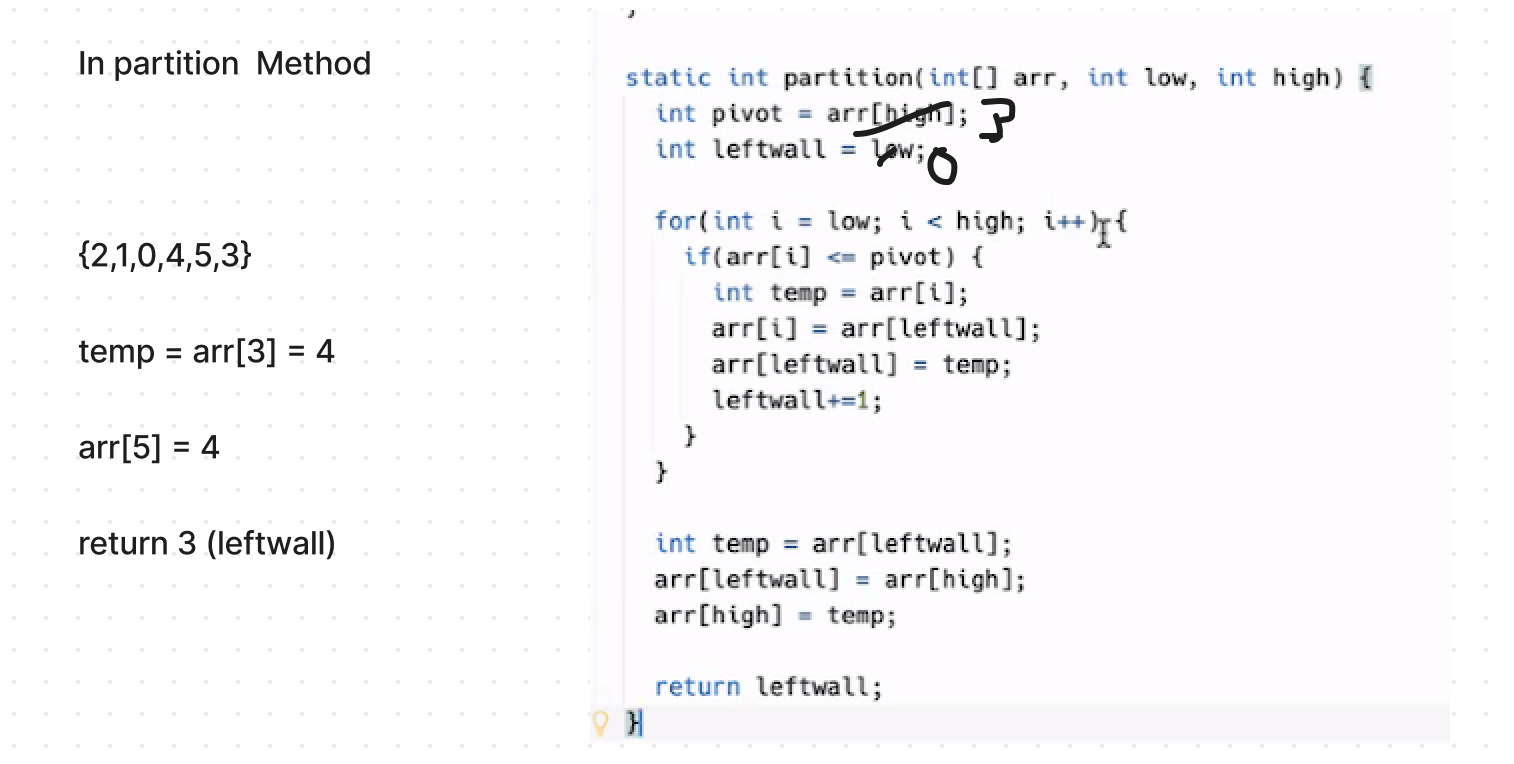 In partition  Method
{2,1,0,4,5,3}
temp = arr[3] = 4
arr[5] = 4
return 3 (leftwall)
}
static int partition(int[] arr, int low, int high) {
int pivot = arr[high]; 3
int leftwall = low; 0
for(int i = low; i < high; i++) {
if(arr[i] <= pivot) {
int temp = arr[i];
arr[i] = arr[leftwall];
arr[leftwall] = temp;
leftwall+=1;
}
}
int temp = arr[leftwall];
arr[leftwall] = arr[high];
arr[high] = temp;
return leftwall;
}